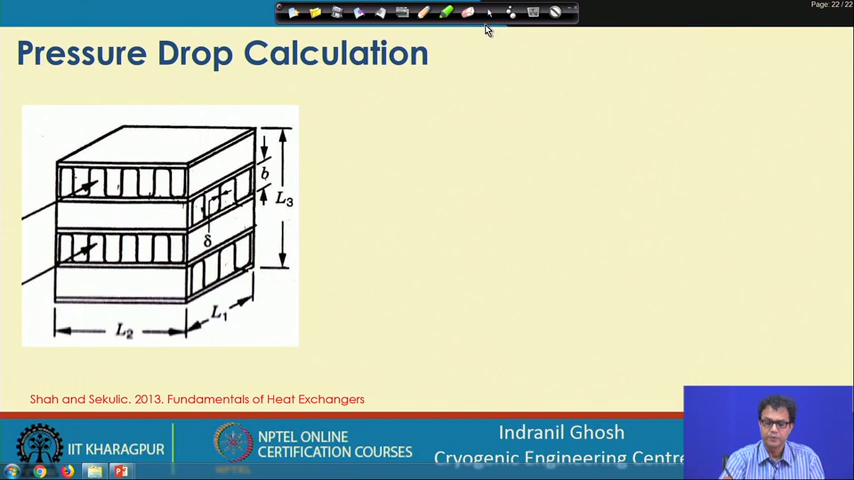 Page: 22 / 22
Pressure Drop Calculation
b
L3
δ
L1
L2
Shah and Sekulic. 2013. Fundamentals of Heat Exchangers
IIT KHARAGPUR
NPTEL ONLINE
CERTIFICATION COURSES
NPTEL
Indranil Ghosh
Cryogenic Engineering Centre